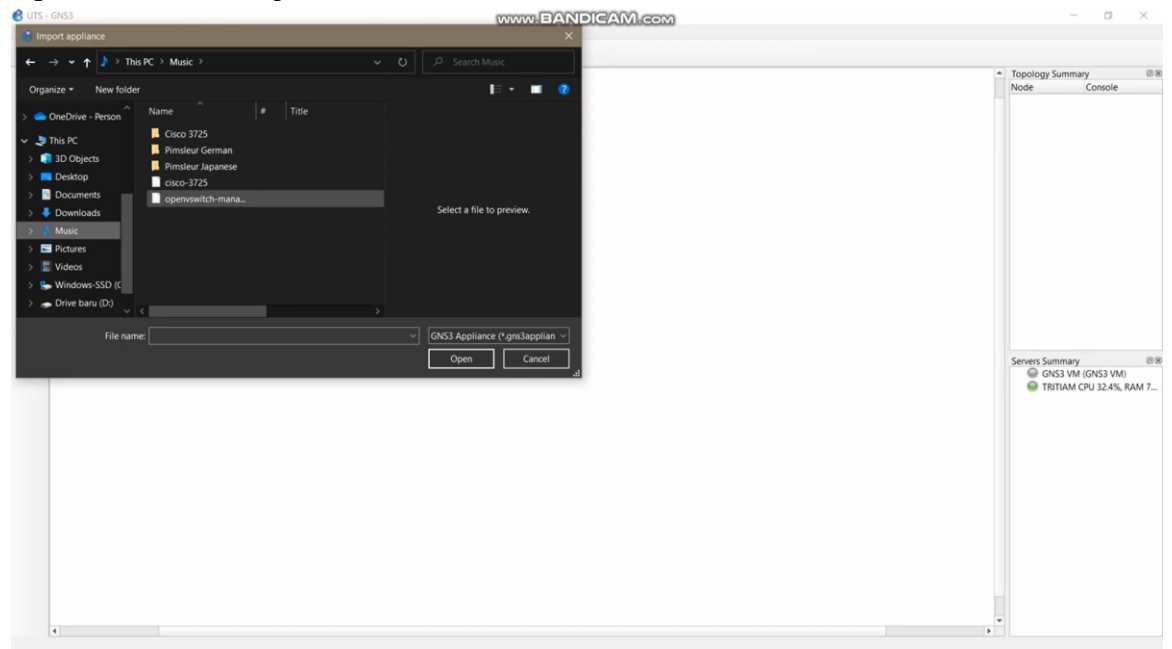 UTS - GNS3
www.BANDICAM.com
Import appliance
This PC > Music >
Search Music
Organize
New folder
Name
#
Title
OneDrive - Person
This PC
3D Objects
Desktop
Documents
Downloads
Music
Pictures
Videos
Windows-SSD (C
Drive baru (D:)
Cisco 3725
Pimsleur German
Pimsleur Japanese
cisco-3725
openvswitch-mana...
Select a file to preview.
File name:
GNS3 Appliance (*.gns3applian
Open
Cancel
Topology Summary
Node Console
Servers Summary
GNS3 VM (GNS3 VM)
TRITIAM CPU 32.4%, RAM 7...